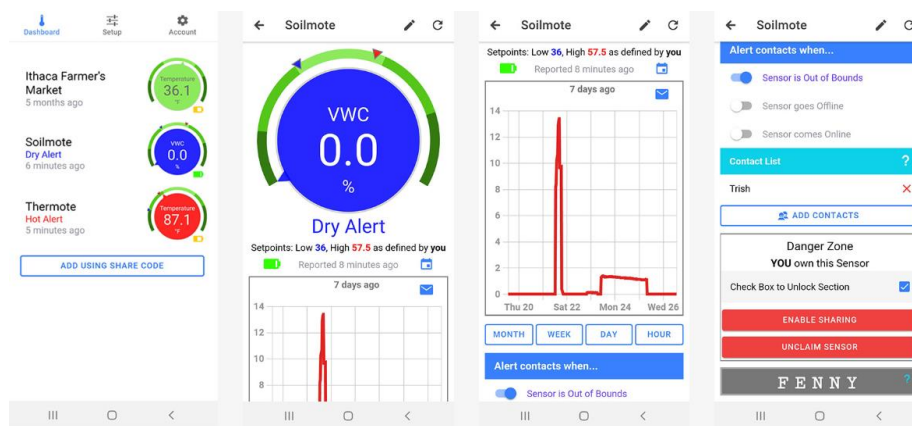 Dashboard Setup Account
Ithaca Farmer's
Market
5 months ago
Temperature
36.1
°F
Soilmote
Dry Alert
6 minutes ago
VWC
0.0
%
Thermote
Hot Alert
5 minutes ago
Temperature
87.1
°F
ADD USING SHARE CODE
Soilmote
VWC
0.0
%
Dry Alert
Setpoints: Low 36, High 57.5 as defined by you
Reported 8 minutes ago
7 days ago
14
12
10
8
Soilmote
Setpoints: Low 36, High 57.5 as defined by you
Reported 8 minutes ago
7 days ago
14
12
10
8
6
4
2
0
Thu 20 Sat 22 Mon 24 Wed 26
MONTH WEEK DAY HOUR
Alert contacts when...
Sensor is Out of Bounds
Soilmote
Alert contacts when...
Sensor is Out of Bounds
Sensor goes Offline
Sensor comes Online
Contact List ?
Trish
ADD CONTACTS
Danger Zone
YOU own this Sensor
Check Box to Unlock Section
ENABLE SHARING
UNCLAIM SENSOR
FENNY ?